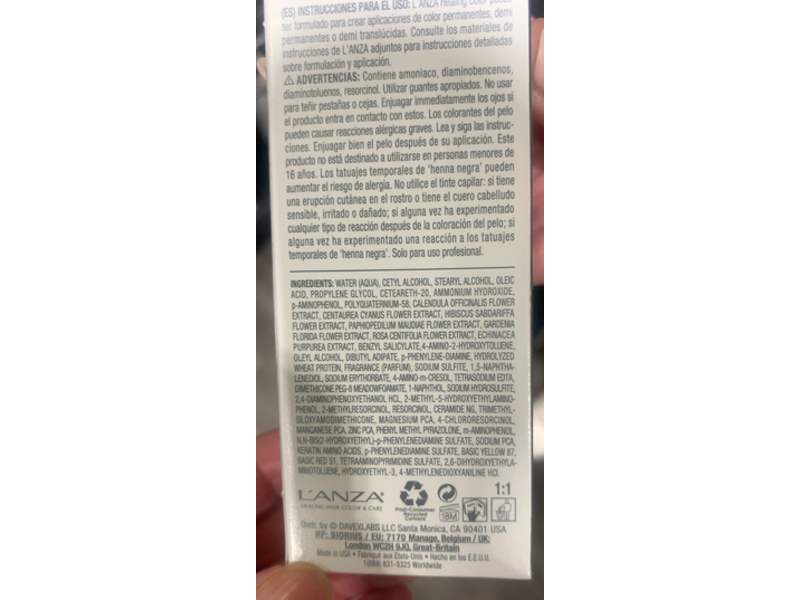 (ES) INSTRUCCIONES PARA EL USO: L'ANZA Healing Color puede
ser formulado para crear aplicaciones de color permanentes, demi
permanentes o demi translúcidas. Consulte los materiales de
instrucciones de L'ANZA adjuntos para instrucciones detalladas
sobre formulación y aplicación.
⚠ ADVERTENCIAS: Contiene amoniaco, diaminobencenos,
diaminotoluenos, resorcinol. Utilizar guantes apropiados. No usar
para teñir pestañas o cejas. Enjuagar inmediatamente los ojos si
el producto entra en contacto con estos. Los colorantes del pelo
pueden causar reacciones alérgicas graves. Lea y siga las instruc-
ciones. Enjuagar bien el pelo después de su aplicación. Este
producto no está destinado a utilizarse en personas menores de
16 años. Los tatuajes temporales de 'henna negra' pueden
aumentar el riesgo de alergia. No utilice el tinte capilar: si tiene
una erupción cutánea en el rostro o tiene el cuero cabelludo
sensible, irritado o dañado; si alguna vez ha experimentado
cualquier tipo de reacción después de la coloración del pelo; si
alguna vez ha experimentado una reacción a los tatuajes
temporales de 'henna negra'. Solo para uso profesional.
INGREDIENTS: WATER (AQUA), CETYL ALCOHOL, STEARYL ALCOHOL, OLEIC
ACID, PROPYLENE GLYCOL, CETEARETH-20, AMMONIUM HYDROXIDE,
p-AMINOPHENOL, POLYQUATERNIUM-58, CALENDULA OFFICINALIS FLOWER
EXTRACT, CENTAUREA CYANUS FLOWER EXTRACT, HIBISCUS SABDARIFFA
FLOWER EXTRACT, PAPHIOPEDILUM MAUDIAE FLOWER EXTRACT, GARDENIA
FLORIDA FLOWER EXTRACT, ROSA CENTIFOLIA FLOWER EXTRACT, ECHINACEA
PURPUREA EXTRACT, BENZYL SALICYLATE,4-AMINO-2-HYDROXYTOLUENE,
OLEYL ALCOHOL, DIBUTYL ADIPATE, p-PHENYLENE-DIAMINE, HYDROLYZED
WHEAT PROTEIN, FRAGRANCE (PARFUM), SODIUM SULFITE, 1,5-NAPHTHA-
LENEDIOL, SODIUM ERYTHORBATE, 4-AMINO-m-CRESOL, TETRASODIUM EDTA,
DIMETHICONE PEG-8 MEADOWFOAMATE, 1-NAPHTHOL, SODIUM HYDROSULFITE,
2,4-DIAMINOPHENOXYETHANOL HCL, 2-METHYL-5-HYDROXYETHYLAMINO-
PHENOL, 2-METHYLRESORCINOL, RESORCINOL, CERAMIDE NG, TRIMETHYL-
SILOXYAMODIMETHICONE, MAGNESIUM PCA, 4-CHLORORESORCINOL,
MANGANESE PCA, ZINC PCA, PHENYL METHYL PYRAZOLONE, m-AMINOPHENOL,
N,N-BIS(2-HYDROXYETHYL)-p-PHENYLENEDIAMINE SULFATE, SODIUM PCA,
KERATIN AMINO ACIDS, p-PHENYLENEDIAMINE SULFATE, BASIC YELLOW 87,
BASIC RED 51, TETRAAMINOPYRIMIDINE SULFATE, 2,6-DIHYDROXYETHYLA-
MINOTOLUENE, HYDROXYETHYL-3, 4-METHYLENEDIOXYANILINE HCl.
L'ANZA®
HEALING HAIR COLOR & CARE
Post-Consumer
Recycled
Content
18M
1:1
Distr. by © DAVEXLABS LLC Santa Monica, CA 90401 USA
RP: BIORIUS / EU: 7170 Manage, Belgium / UK:
London WC2H 9JQ, Great-Britain
Made in USA • Fabriqué aux États-Unis • Hecho en los E.E.U.U.
1(888) 831-5325 Worldwide